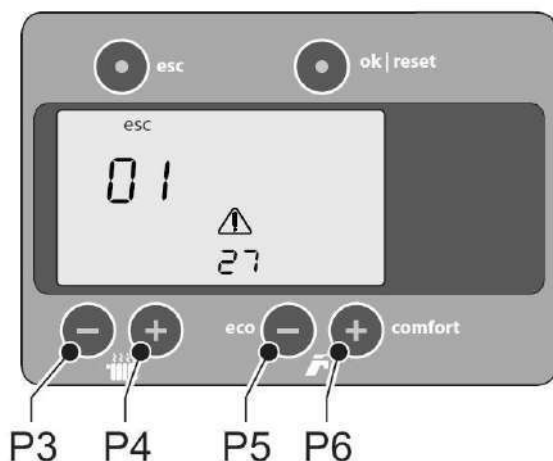 esc
ok | reset
esc
01
27
eco − − + comfort
P3 P4 P5 P6